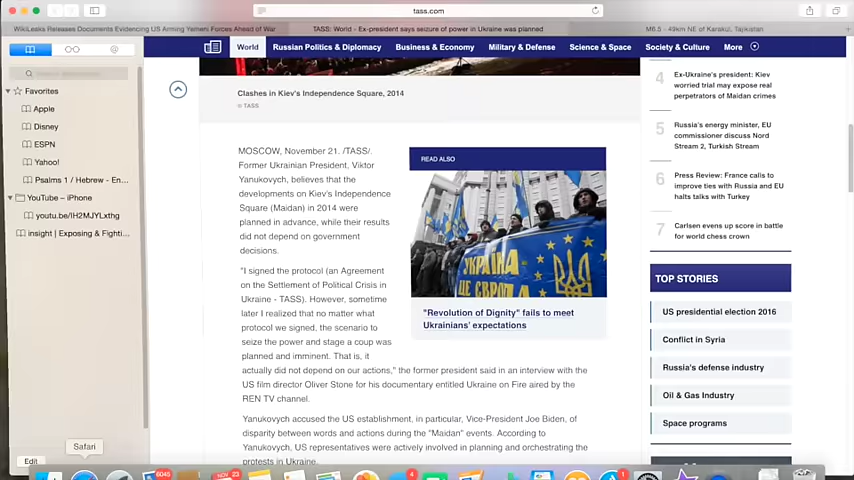 tass.com
WikiLeaks Releases Documents Evidencing US Arming Yemeni Forces Ahead of War
TASS: World - Ex-president says seizure of power in Ukraine was planned
M6.5 - 49km NE of Karakul, Tajikistan
World
Russian Politics & Diplomacy
Business & Economy
Military & Defense
Science & Space
Society & Culture
More
Search
Favorites
Apple
Disney
ESPN
Yahoo!
Psalms 1 / Hebrew - En...
YouTube – iPhone
youtu.be/IH2MJYLxthg
insight | Exposing & Fighti...
Edit
Safari
Clashes in Kiev's Independence Square, 2014
© TASS
MOSCOW, November 21. /TASS/.
Former Ukrainian President, Viktor
Yanukovych, believes that the
developments on Kiev's Independence
Square (Maidan) in 2014 were
planned in advance, while their results
did not depend on government
decisions.
"I signed the protocol (an Agreement
on the Settlement of Political Crisis in
Ukraine - TASS). However, sometime
later I realized that no matter what
protocol we signed, the scenario to
seize the power and stage a coup was
planned and imminent. That is, it
actually did not depend on our actions," the former president said in an interview with the
US film director Oliver Stone for his documentary entitled Ukraine on Fire aired by the
REN TV channel.
Yanukovych accused the US establishment, in particular, Vice-President Joe Biden, of
disparity between words and actions during the "Maidan" events. According to
Yanukovych, US representatives were actively involved in planning and orchestrating the
protests in Ukraine.
READ ALSO
УКРАЇНА
ЦЕ ЄВРОПА
"Revolution of Dignity" fails to meet
Ukrainians' expectations
4
Ex-Ukraine's president: Kiev
worried trial may expose real
perpetrators of Maidan crimes
5
Russia's energy minister, EU
commissioner discuss Nord
Stream 2, Turkish Stream
6
Press Review: France calls to
improve ties with Russia and EU
halts talks with Turkey
7
Carlsen evens up score in battle
for world chess crown
TOP STORIES
US presidential election 2016
Conflict in Syria
Russia's defense industry
Oil & Gas Industry
Space programs
6045
NOV 23
4
1